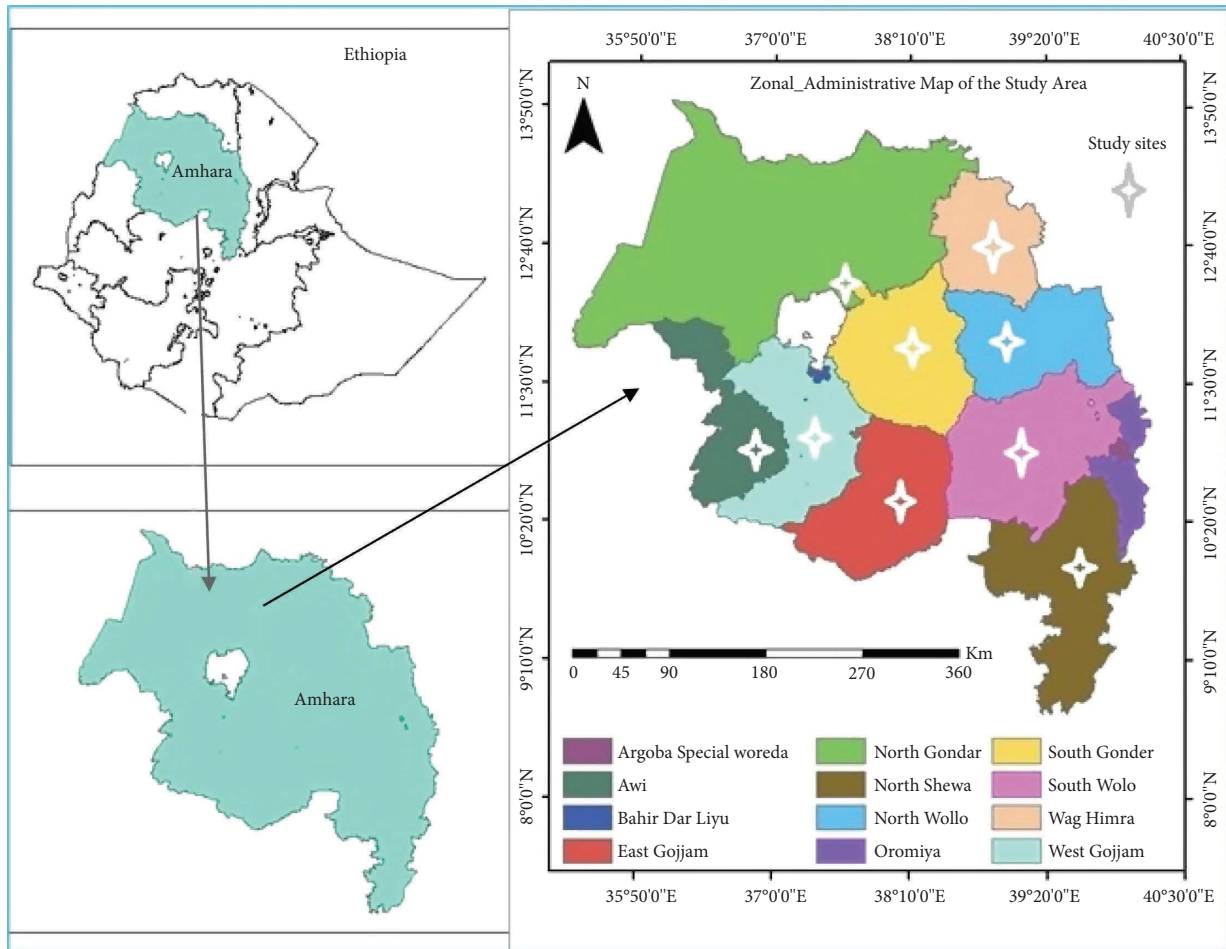 Ethiopia
Amhara
Amhara
35°50'0"E 37°0'0"E 38°10'0"E 39°20'0"E 40°30'0"E
N
Zonal_Administrative Map of the Study Area
Study sites
13°50'0"N
12°40'0"N
11°30'0"N
10°20'0"N
9°10'0"N
8°0'0"N
13°50'0"N
12°40'0"N
11°30'0"N
10°20'0"N
9°10'0"N
8°0'0"N
Km
0 45 90 180 270 360
Argoba Special woreda
Awi
Bahir Dar Liyu
East Gojjam
North Gondar
North Shewa
North Wollo
Oromiya
South Gonder
South Wolo
Wag Himra
West Gojjam
35°50'0"E 37°0'0"E 38°10'0"E 39°20'0"E 40°30'0"E